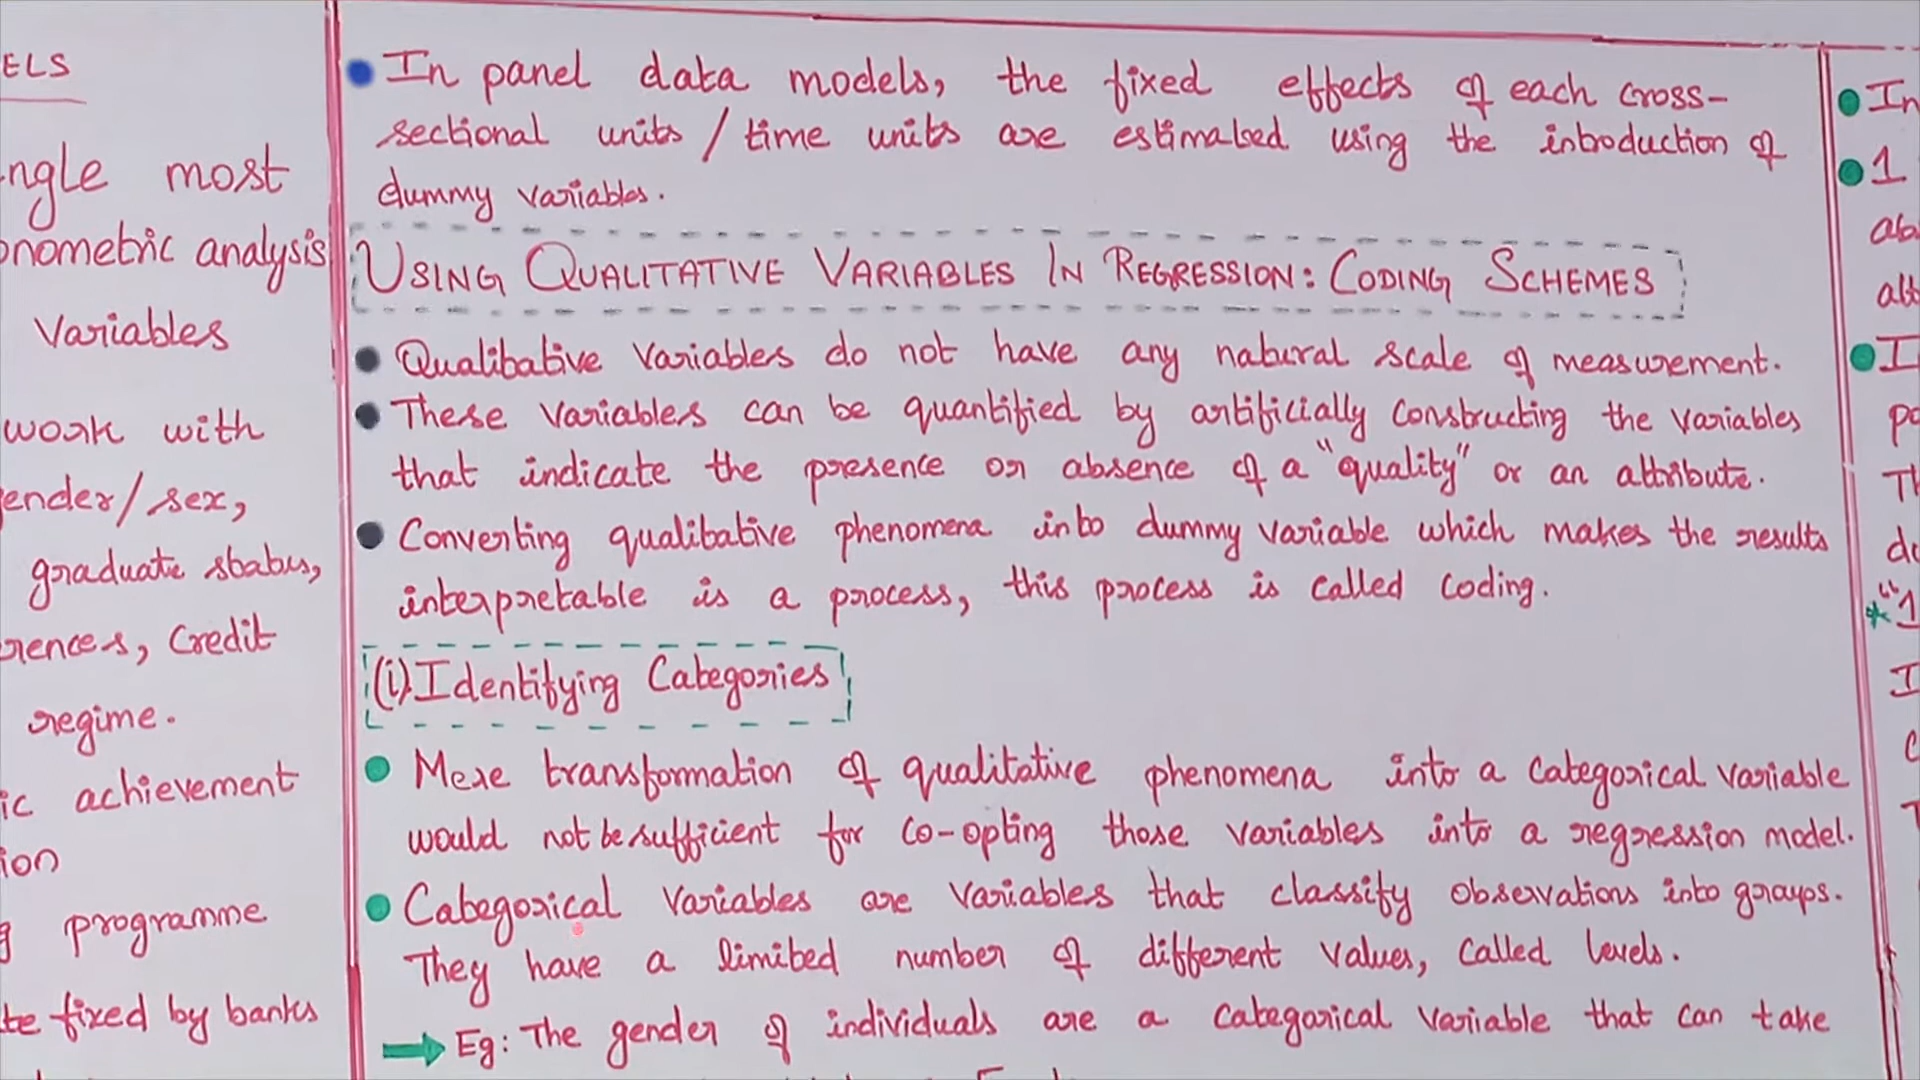 ELS
ngle most
onometric analysis
Variables
work with
ender/sex,
graduate status,
rences, Credit
regime.
ic achievement
ion
g programme
te fixed by banks
In panel data models, the fixed effects of each cross-
sectional units / time units are estimated using the introduction of
dummy variables.
USING QUALITATIVE VARIABLES IN REGRESSION: CODING SCHEMES
Qualitative variables do not have any natural scale of measurement.
These variables can be quantified by artificially constructing the variables
that indicate the presence or absence of a "quality" or an attribute.
Converting qualitative phenomena into dummy variable which makes the results
interpretable is a process, this process is called coding.
(i) Identifying Categories
Mere transformation of qualitative phenomena into a categorical variable
would not be sufficient for co-opting those variables into a regression model.
Categorical variables are variables that classify observations into groups.
They have a limited number of different values, called levels.
Eg: The gender of individuals are a categorical variable that can take
In
1
alt
I
Th
"1
I